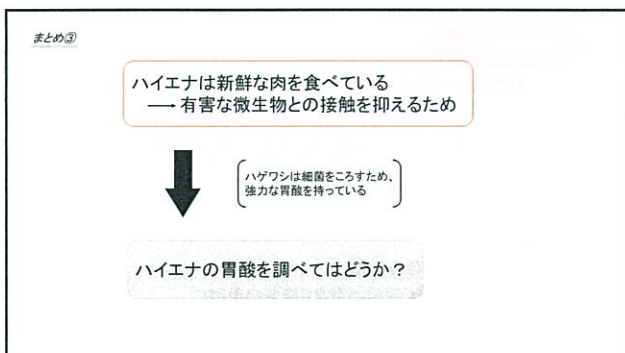 まとめ③
ハイエナは新鮮な肉を食べている
→ 有害な微生物との接触を抑えるため
ハゲワシは細菌をころすため、
強力な胃酸を持っている
ハイエナの胃酸を調べてはどうか？